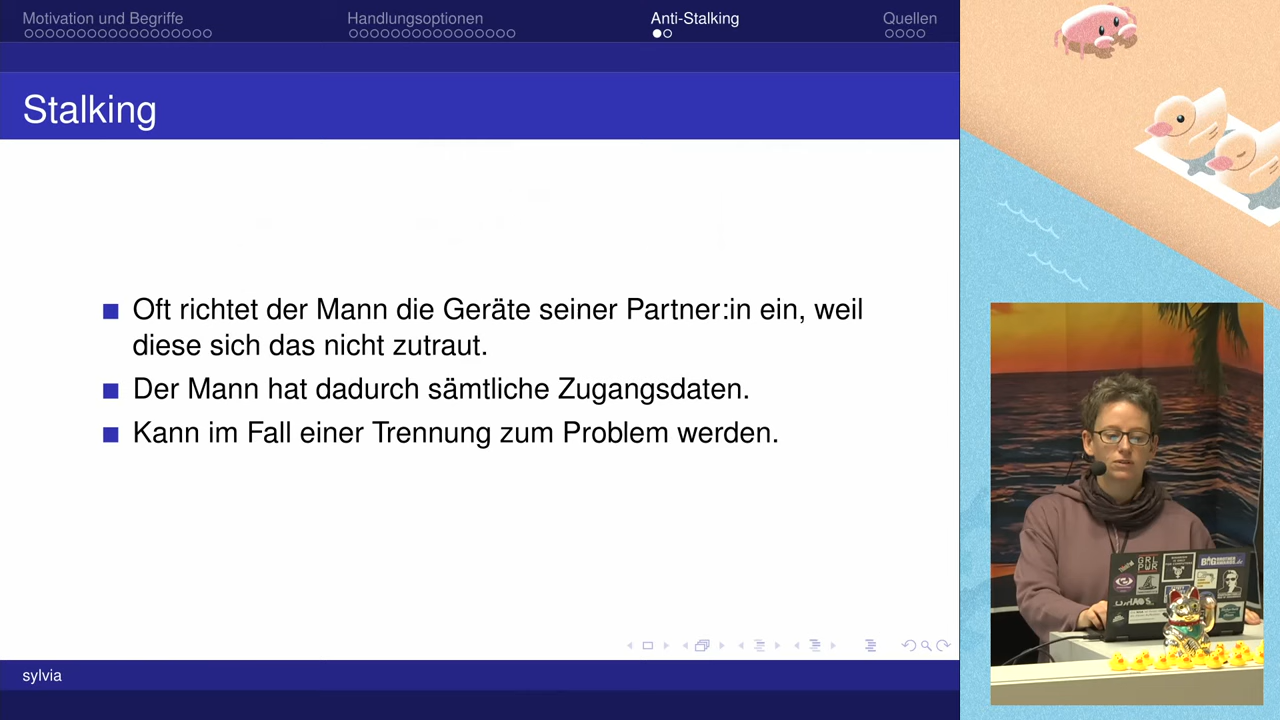 Motivation und Begriffe
Handlungsoptionen
Anti-Stalking
Quellen
Stalking
Oft richtet der Mann die Geräte seiner Partner:in ein, weil
diese sich das nicht zutraut.
Der Mann hat dadurch sämtliche Zugangsdaten.
Kann im Fall einer Trennung zum Problem werden.
sylvia
GRL
PWR